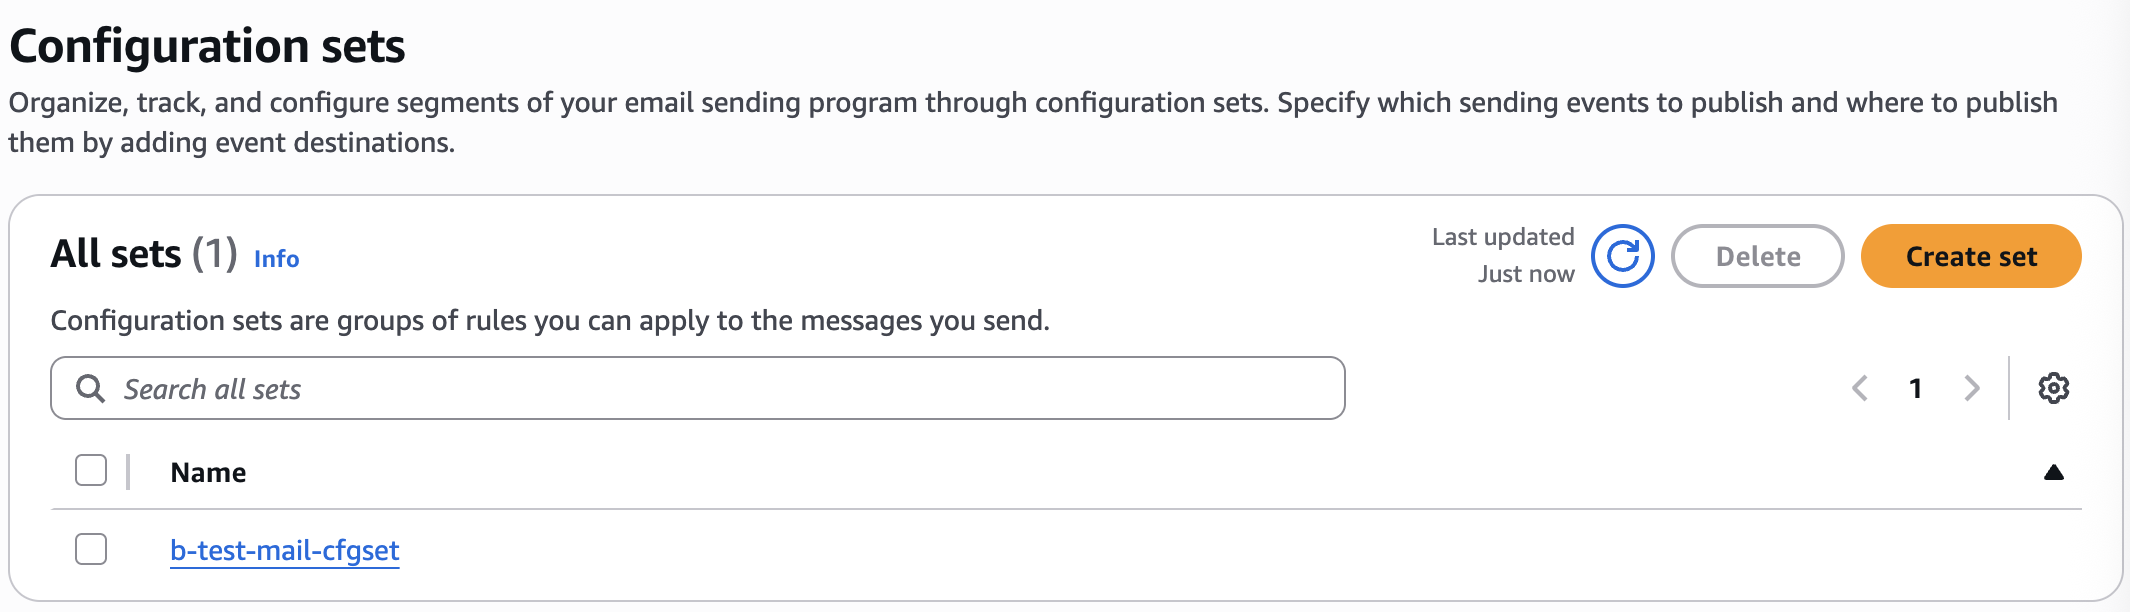 Configuration sets
Organize, track, and configure segments of your email sending program through configuration sets. Specify which sending events to publish and where to publish
them by adding event destinations.
All sets (1) Info
Last updated
Just now
Delete
Create set
Configuration sets are groups of rules you can apply to the messages you send.
Search all sets
1
Name
b-test-mail-cfgset